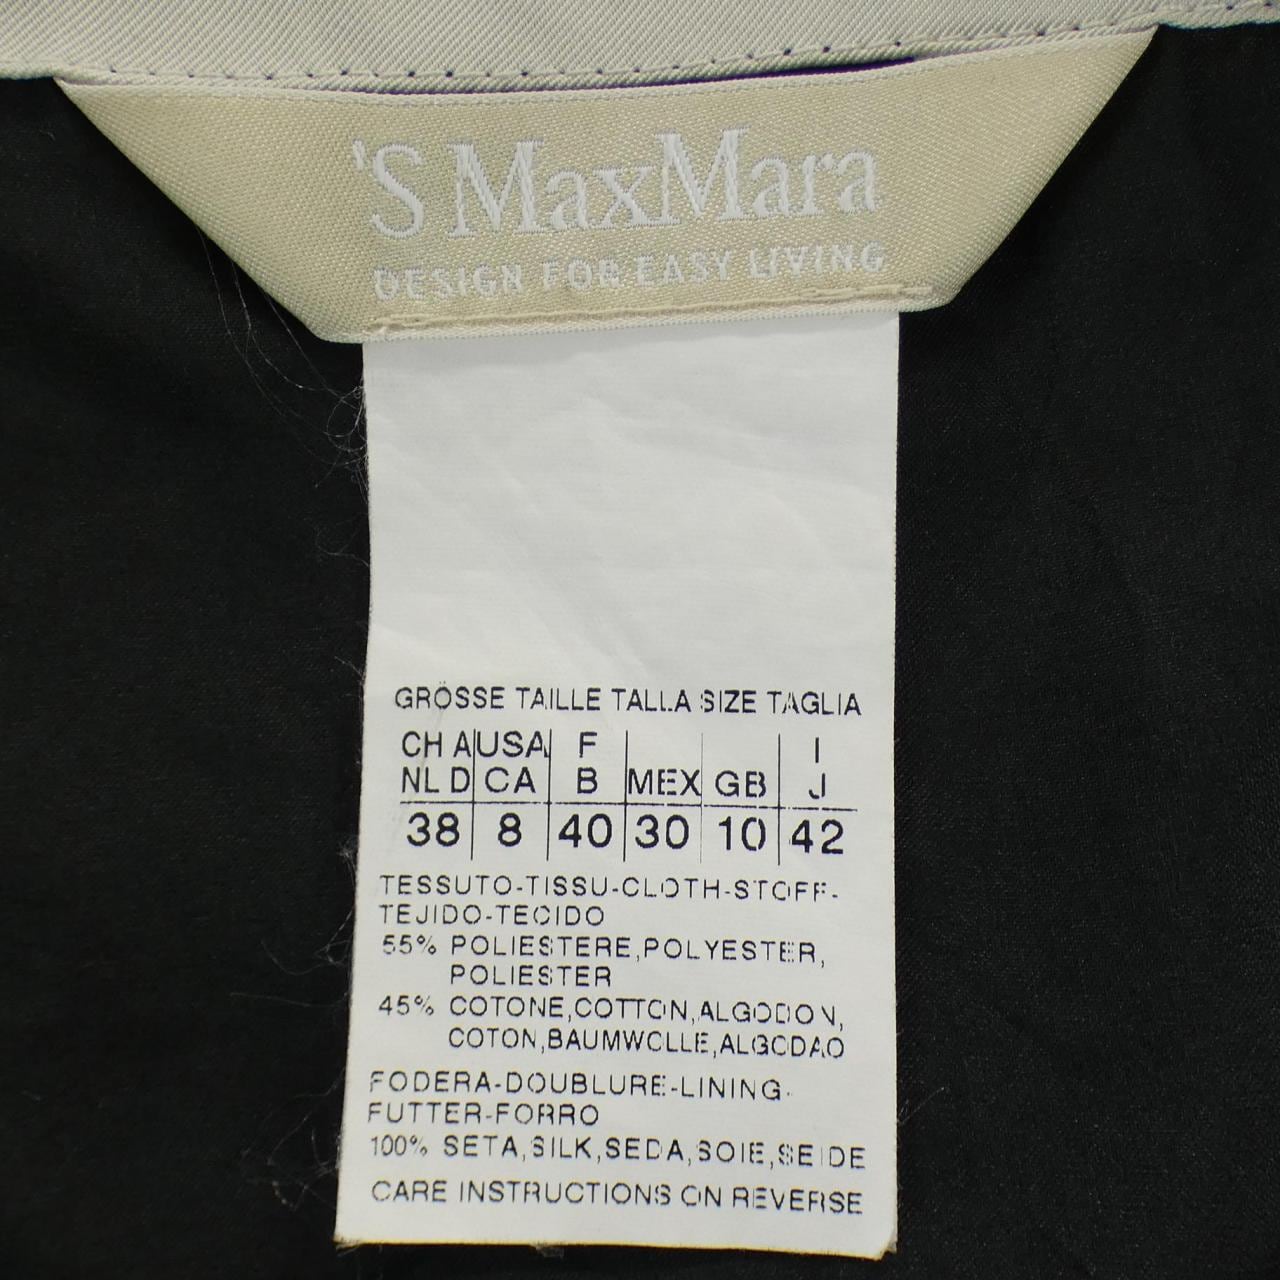 'S MaxMara
DESIGN FOR EASY LIVING
GRÖSSE TAILLE TALLA SIZE TAGLIA
CH A USA F I
NL D CA B MEX GB J
38 8 40 30 10 42
TESSUTO-TISSU-CLOTH-STOFF-
TEJIDO-TECIDO
55% POLIESTERE,POLYESTER,
POLIESTER
45% COTONE,COTTON,ALGODON,
COTON,BAUMWOLLE,ALGODAO
FODERA-DOUBLURE-LINING-
FUTTER-FORRO
100% SETA,SILK,SEDA,SOIE,SEIDE
CARE INSTRUCTIONS ON REVERSE